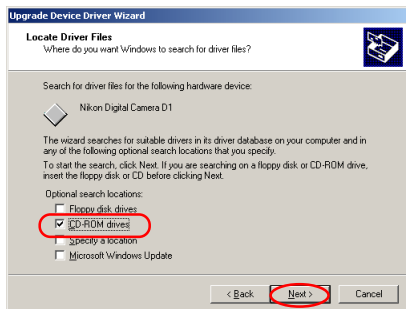 Upgrade Device Driver Wizard
Locate Driver Files
Where do you want Windows to search for driver files?
Search for driver files for the following hardware device:
Nikon Digital Camera D1
The wizard searches for suitable drivers in its driver database on your computer and in
any of the following optional search locations that you specify.
To start the search, click Next. If you are searching on a floppy disk or CD-ROM drive,
insert the floppy disk or CD before clicking Next.
Optional search locations:
Floppy disk drives
CD-ROM drives
Specify a location
Microsoft Windows Update
< Back Next > Cancel